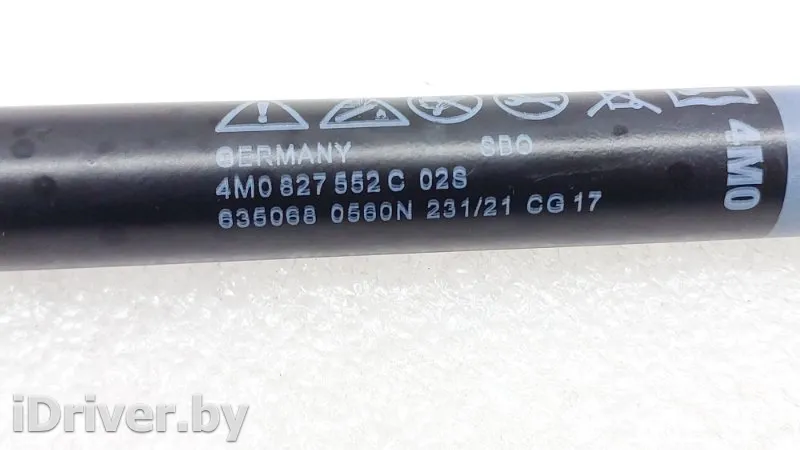 GERMANY SBO
4M0 827 552 C 02S
635068 0560N 231/21 CG 17
4M0
iDriver.by